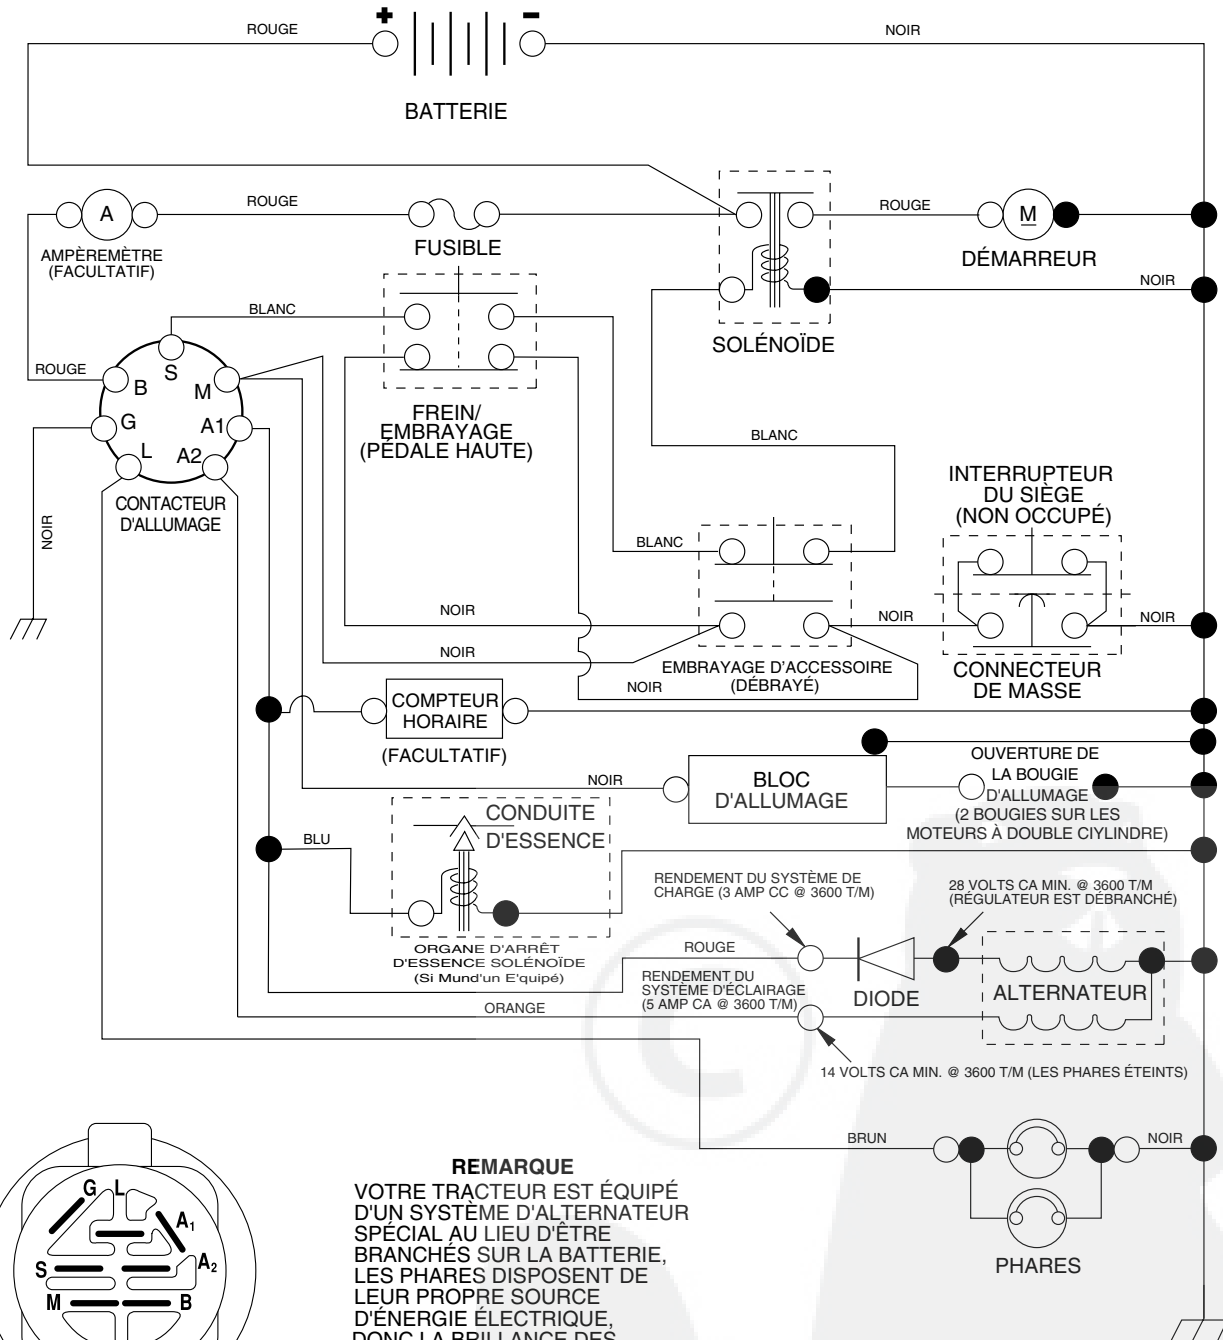 ROUGE
+
-
NOIR
BATTERIE
A
AMPÈREMÈTRE
(FACULTATIF)
ROUGE
FUSIBLE
ROUGE
M
DÉMARREUR
NOIR
SOLÉNOÏDE
ROUGE
BLANC
S
B
M
G
A1
L
A2
CONTACTEUR
D'ALLUMAGE
NOIR
FREIN/
EMBRAYAGE
(PÉDALE HAUTE)
BLANC
INTERRUPTEUR
DU SIÈGE
(NON OCCUPÉ)
BLANC
NOIR
NOIR
NOIR
NOIR
NOIR
EMBRAYAGE D'ACCESSOIRE
(DÉBRAYÉ)
CONNECTEUR
DE MASSE
COMPTEUR
HORAIRE
(FACULTATIF)
NOIR
BLOC
D'ALLUMAGE
OUVERTURE DE
LA BOUGIE
D'ALLUMAGE
(2 BOUGIES SUR LES
MOTEURS À DOUBLE CIYLINDRE)
BLU
CONDUITE
D'ESSENCE
ORGANE D'ARRÊT
D'ESSENCE SOLÉNOÏDE
(Si Mund'un E'quipé)
RENDEMENT DU SYSTÈME DE
CHARGE (3 AMP CC @ 3600 T/M)
28 VOLTS CA MIN. @ 3600 T/M
(RÉGULATEUR EST DÉBRANCHÉ)
ROUGE
RENDEMENT DU
SYSTÈME D'ÉCLAIRAGE
(5 AMP CA @ 3600 T/M)
DIODE
ALTERNATEUR
ORANGE
14 VOLTS CA MIN. @ 3600 T/M (LES PHARES ÉTEINTS)
BRUN
NOIR
PHARES
G
L
A1
S
A2
M
B
REMARQUE
VOTRE TRACTEUR EST ÉQUIPÉ
D'UN SYSTÈME D'ALTERNATEUR
SPÉCIAL AU LIEU D'ÊTRE
BRANCHÉS SUR LA BATTERIE,
LES PHARES DISPOSENT DE
LEUR PROPRE SOURCE
D'ÉNERGIE ÉLECTRIQUE,
DONC LA BRILLANCE DES
©